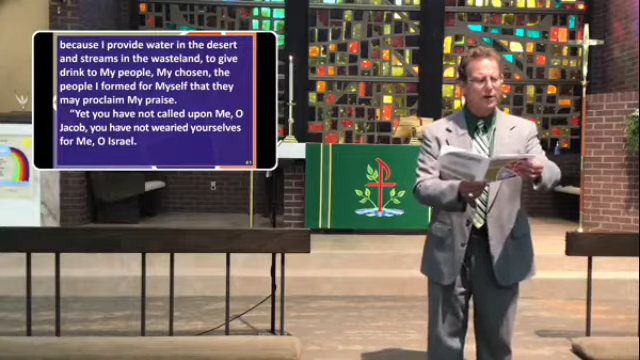 because I provide water in the desert
and streams in the wasteland, to give
drink to My people, My chosen, the
people I formed for Myself that they
may proclaim My praise.
"Yet you have not called upon Me, O
Jacob, you have not wearied yourselves
for Me, O Israel.